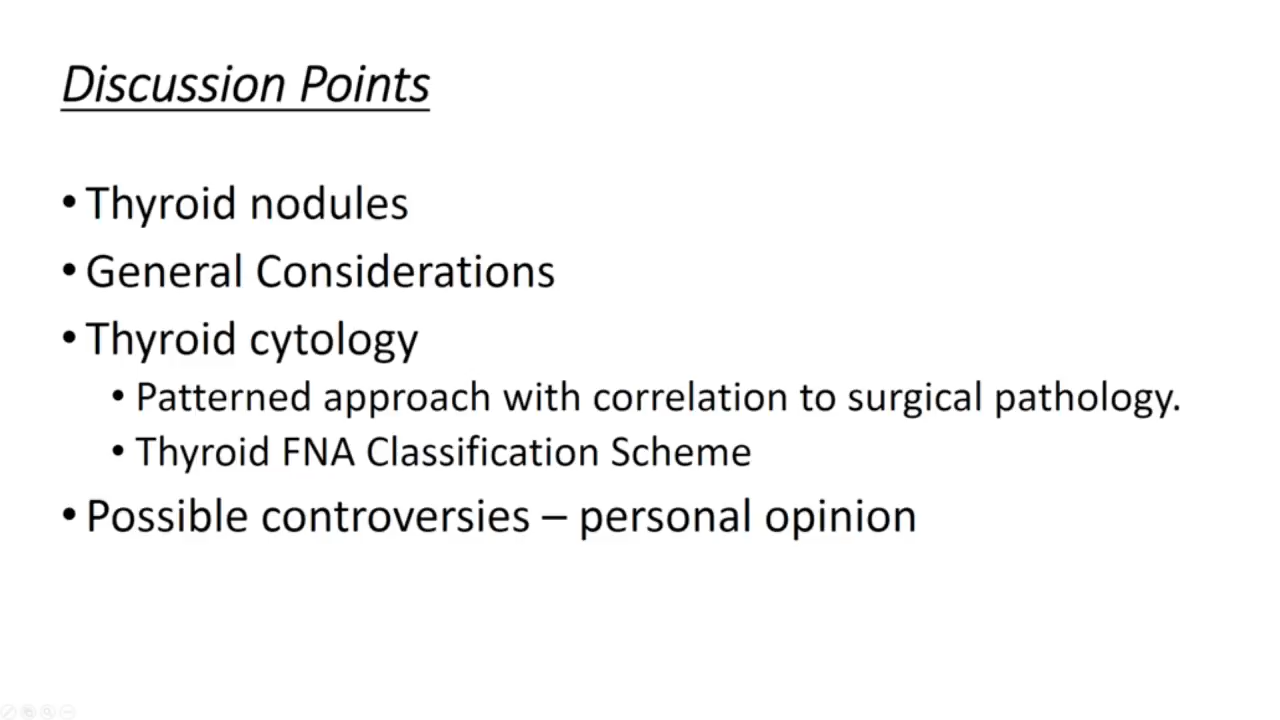 Discussion Points
• Thyroid nodules
• General Considerations
• Thyroid cytology
• Patterned approach with correlation to surgical pathology.
• Thyroid FNA Classification Scheme
• Possible controversies – personal opinion